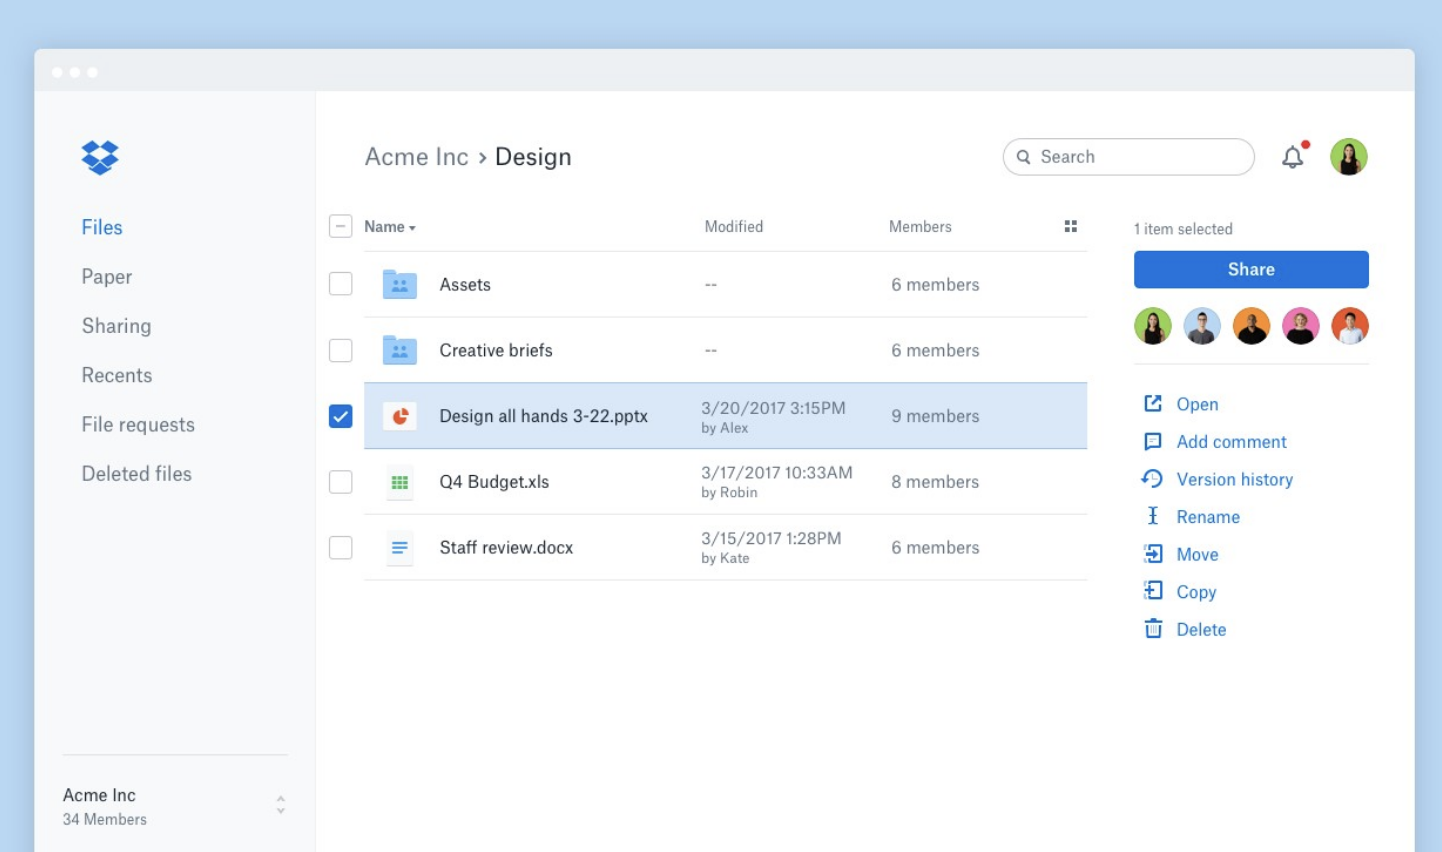 Acme Inc › Design
Search
Files
Paper
Sharing
Recents
File requests
Deleted files
Acme Inc
34 Members
Name Modified Members
Assets -- 6 members
Creative briefs -- 6 members
Design all hands 3-22.pptx 3/20/2017 3:15PM 9 members
by Alex
Q4 Budget.xls 3/17/2017 10:33AM 8 members
by Robin
Staff review.docx 3/15/2017 1:28PM 6 members
by Kate
1 item selected
Share
Open
Add comment
Version history
Rename
Move
Copy
Delete